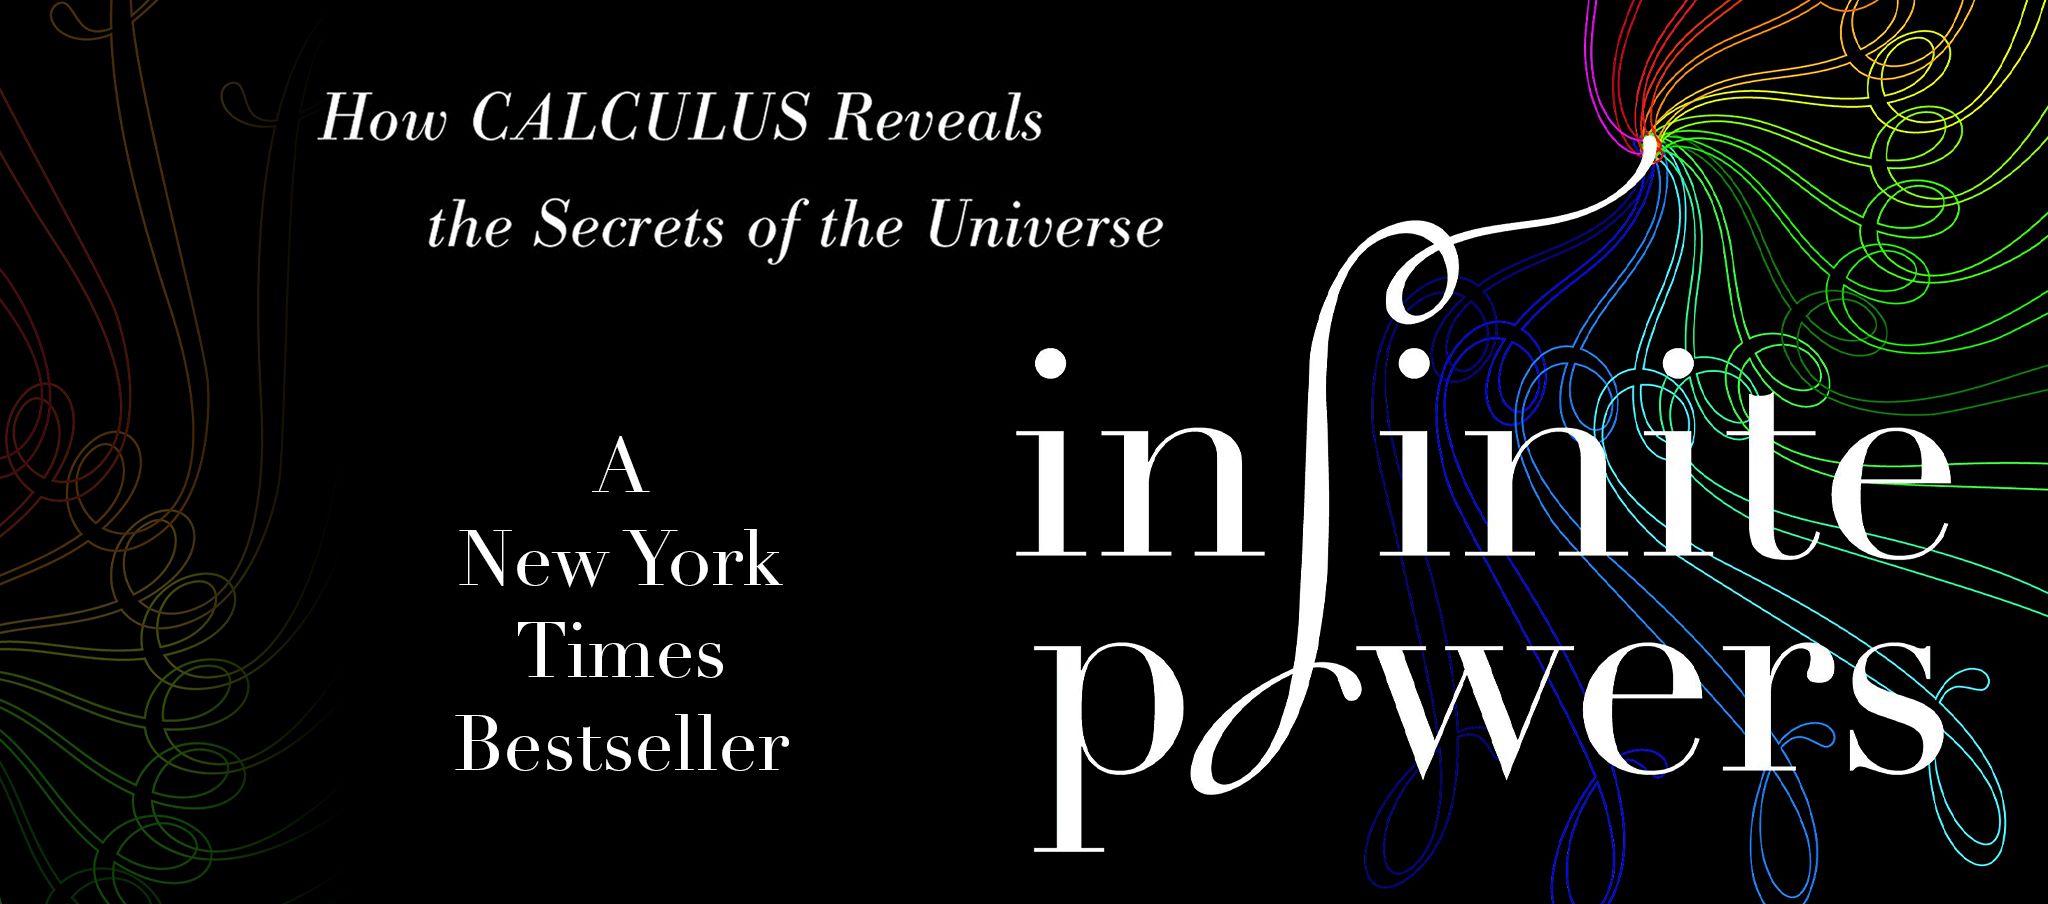 How CALCULUS Reveals
the Secrets of the Universe
A
New York
Times
Bestseller
infinite
powers